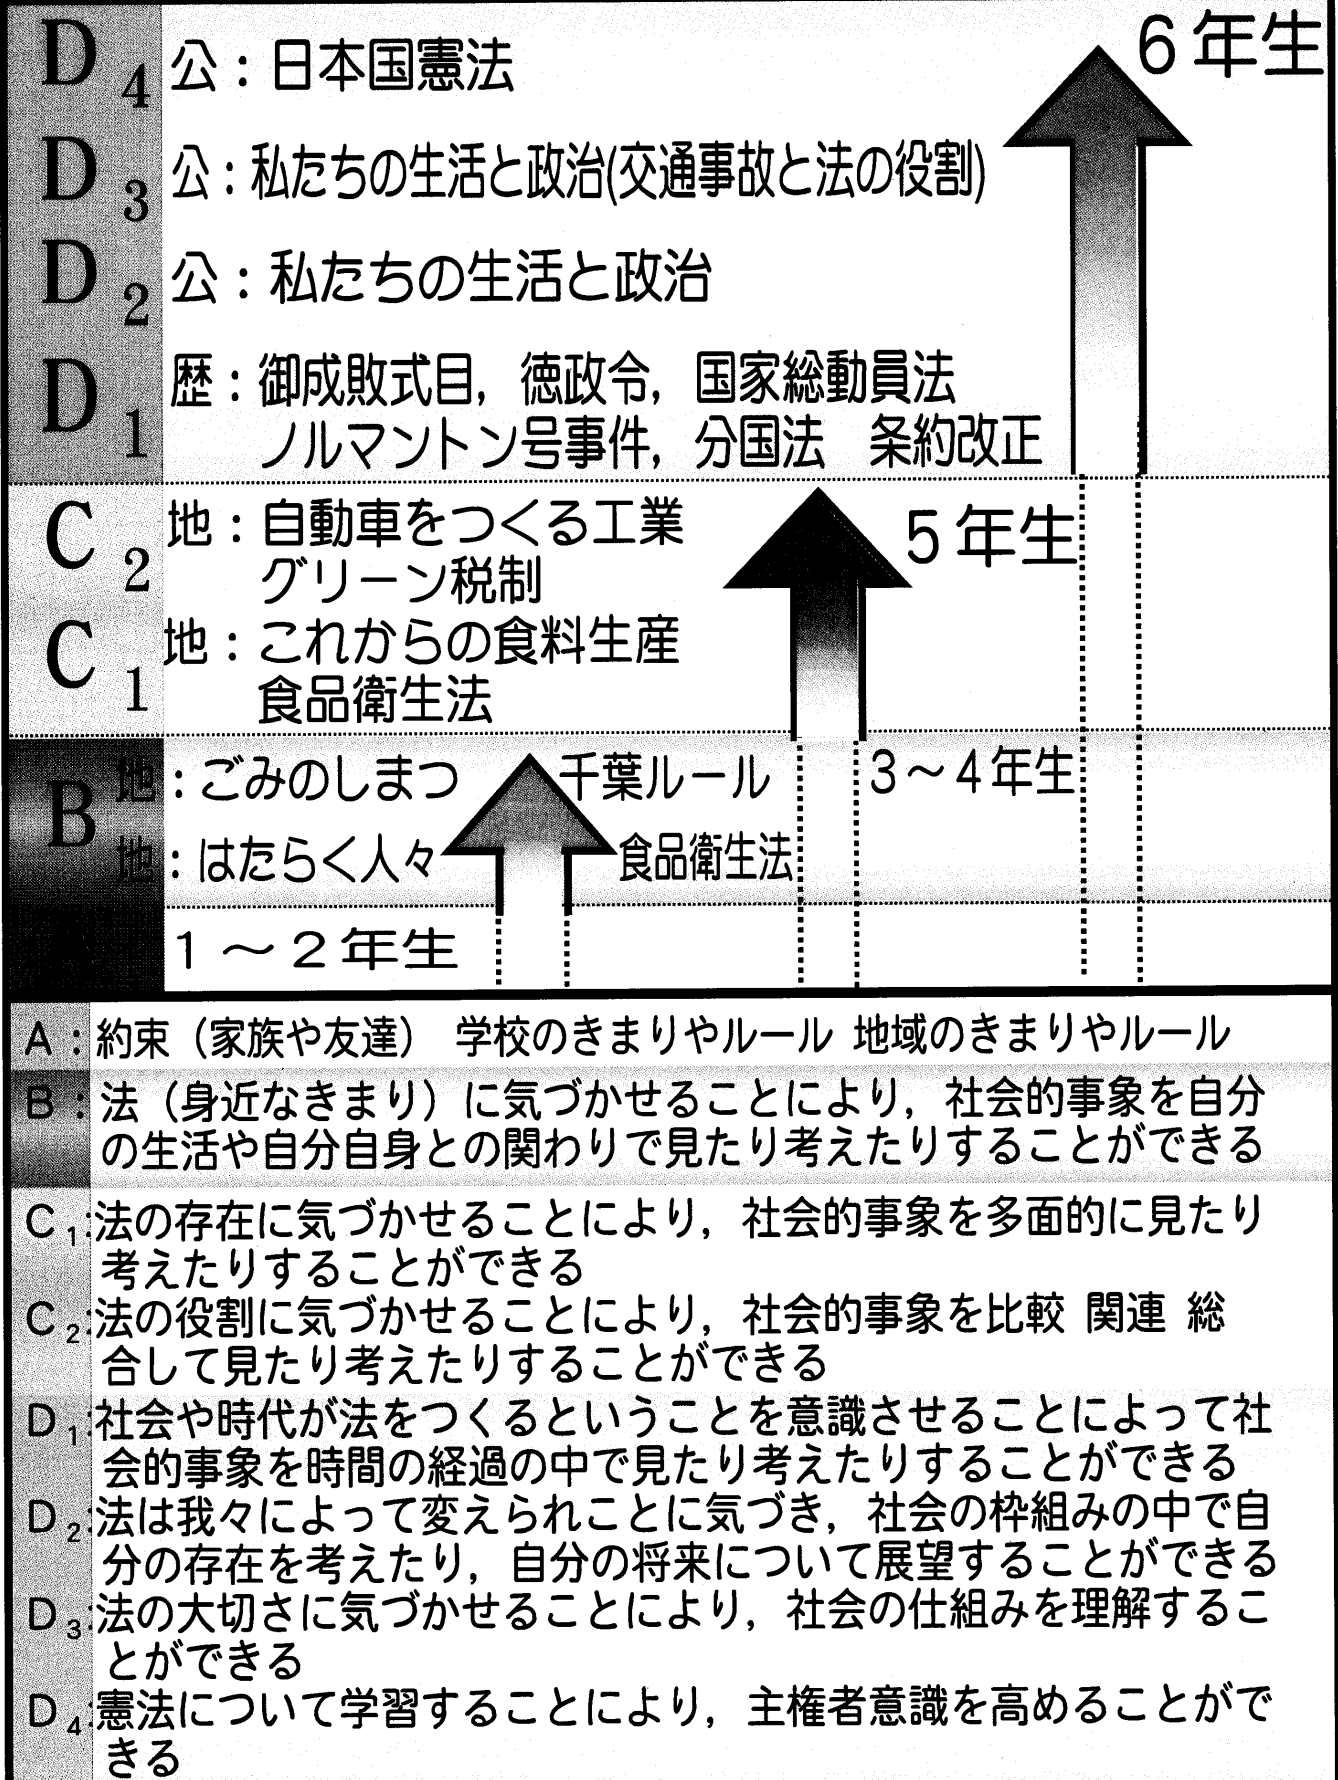 6年生
D4 公：日本国憲法
D3 公：私たちの生活と政治(交通事故と法の役割)
D2 公：私たちの生活と政治
D1 歴：御成敗式目，徳政令，国家総動員法
ノルマントン号事件，分国法　条約改正
C2 地：自動車をつくる工業　5年生
グリーン税制
C1 地：これからの食料生産
食品衛生法
B 地：ごみのしまつ　千葉ルール　3～4年生
地：はたらく人々　食品衛生法
A 1～2年生
A：約束（家族や友達）　学校のきまりやルール 地域のきまりやルール
B：法（身近なきまり）に気づかせることにより，社会的事象を自分
の生活や自分自身との関わりで見たり考えたりすることができる
C1:法の存在に気づかせることにより，社会的事象を多面的に見たり
考えたりすることができる
C2:法の役割に気づかせることにより，社会的事象を比較 関連 総
合して見たり考えたりすることができる
D1:社会や時代が法をつくるということを意識させることによって社
会的事象を時間の経過の中で見たり考えたりすることができる
D2:法は我々によって変えられことに気づき，社会の枠組みの中で自
分の存在を考えたり，自分の将来について展望することができる
D3:法の大切さに気づかせることにより，社会の仕組みを理解するこ
とができる
D4:憲法について学習することにより，主権者意識を高めることがで
きる